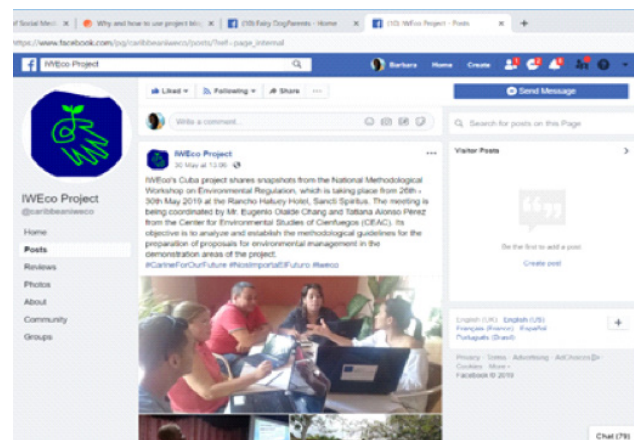 of Social Medi x
Why and how to use project blog x
(10) Fairy DogParents - Home x
(10) IWEco Project - Posts x +
https://www.facebook.com/pg/caribbeaniweco/posts/?ref=page_internal
IWEco Project
Barbara Home Create
Liked Following Share ...
Send Message
Write a comment...
Search for posts on this Page
IWEco Project
30 May at 13:06
IWEco's Cuba project shares snapshots from the National Methodological
Workshop on Environmental Regulation, which is taking place from 26th -
30th May 2019 at the Rancho Hatuey Hotel, Sancti Spiritus. The meeting is
being coordinated by Mr. Eugenio Olalde Chang and Tatiana Alonso Pérez
from the Center for Environmental Studies of Cienfuegos (CEAC). Its
objective is to analyze and establish the methodological guidelines for the
preparation of proposals for environmental management in the
demonstration areas of the project.
#CaringForOurFuture #NosImportaElFuturo #Iweco
IWEco Project
@caribbeaniweco
Home
Posts
Reviews
Photos
About
Community
Groups
Visitor Posts
Be the first to add a post.
Create post
English (UK) · English (US)
Français (France) · Español
Português (Brasil)
Privacy · Terms · Advertising · AdChoices
Cookies · More
Facebook © 2019
Chat (79)